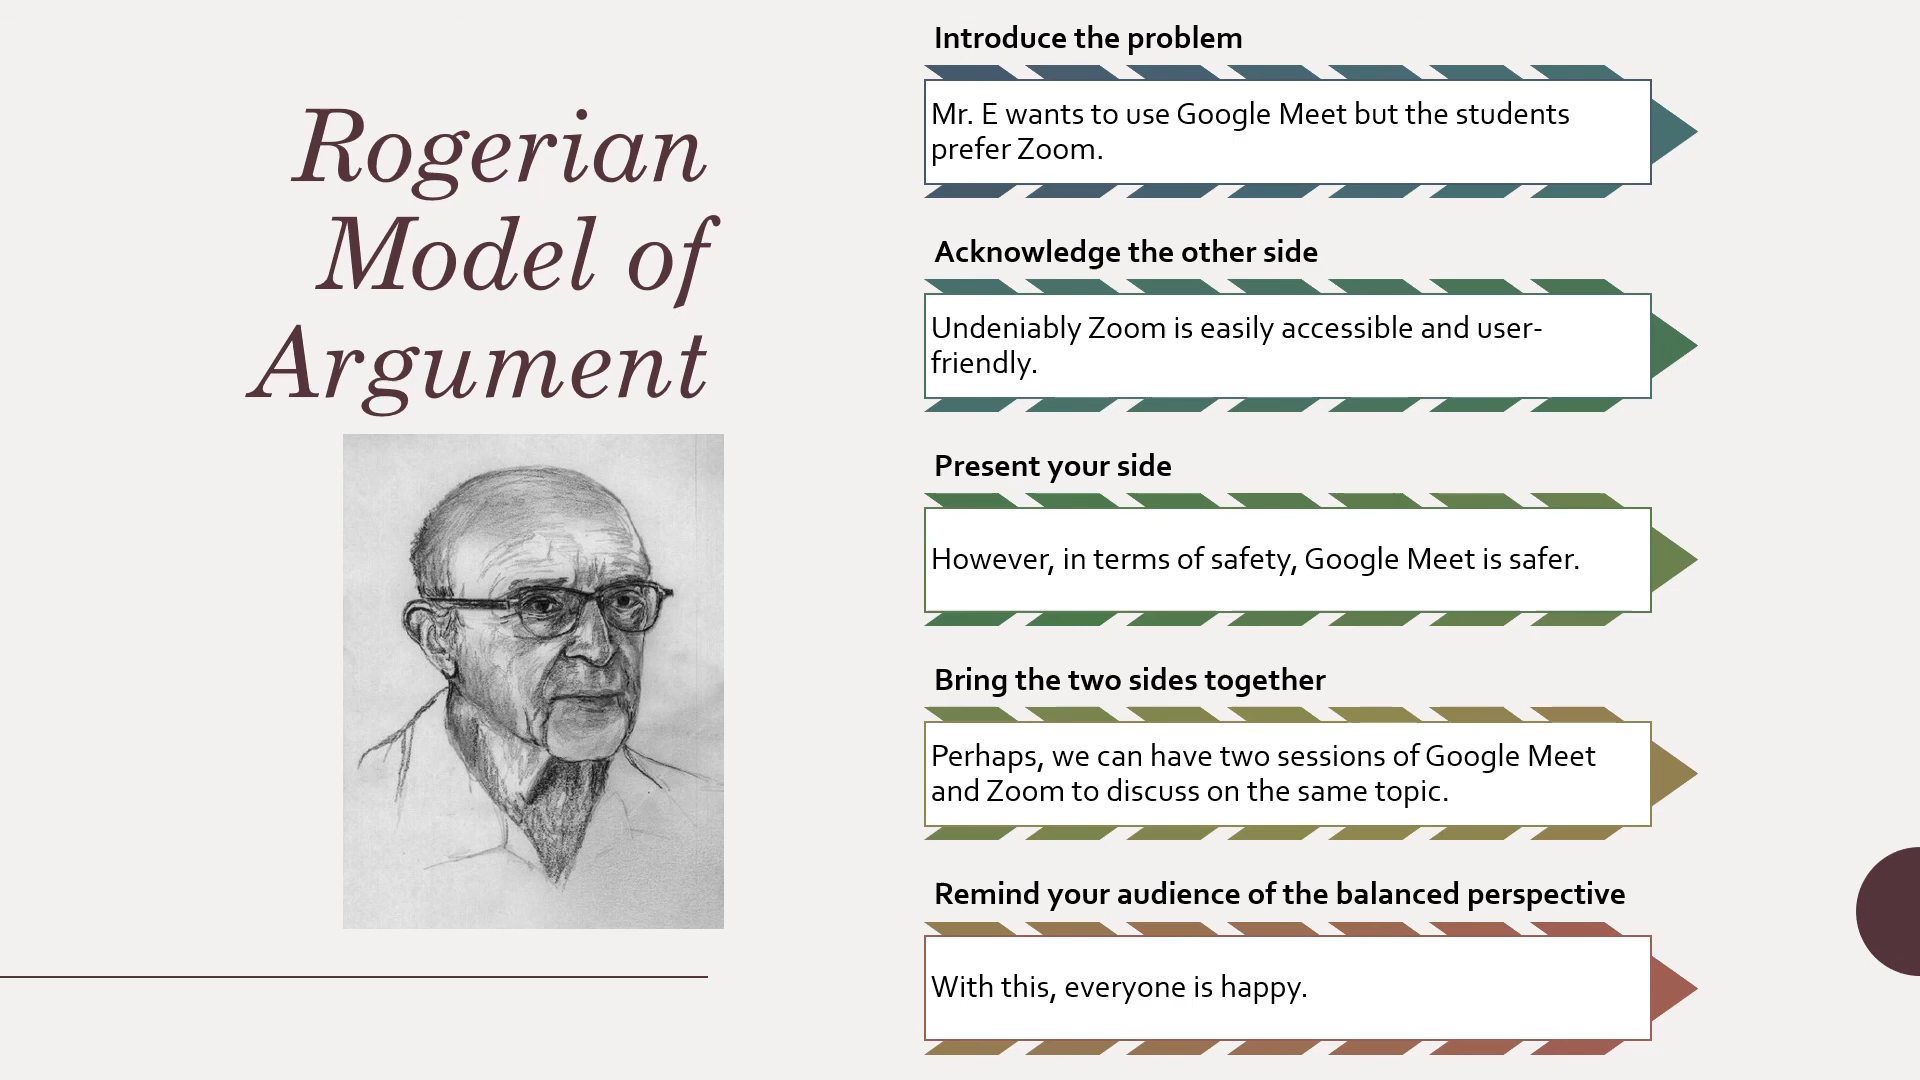 Rogerian
Model of
Argument
Introduce the problem
Mr. E wants to use Google Meet but the students
prefer Zoom.
Acknowledge the other side
Undeniably Zoom is easily accessible and user-
friendly.
Present your side
However, in terms of safety, Google Meet is safer.
Bring the two sides together
Perhaps, we can have two sessions of Google Meet
and Zoom to discuss on the same topic.
Remind your audience of the balanced perspective
With this, everyone is happy.